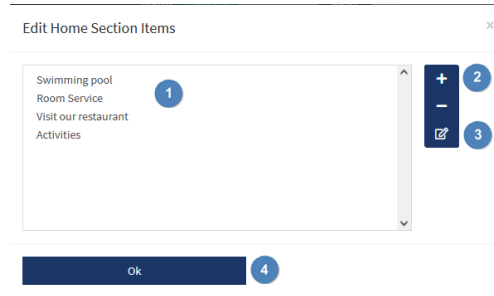 Edit Home Section Items
×
Swimming pool
Room Service
Visit our restaurant
Activities
1
+
2
−
3
Ok
4